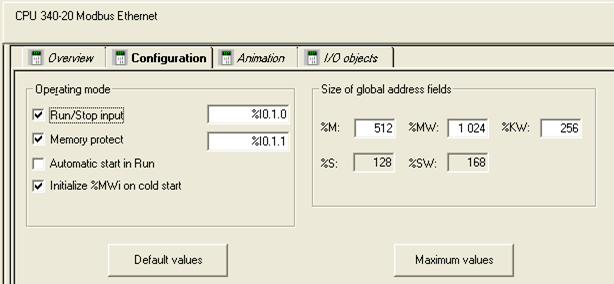 CPU 340-20 Modbus Ethernet
Overview Configuration Animation I/O objects
Operating mode
Run/Stop input %I0.1.0
Memory protect %I0.1.1
Automatic start in Run
Initialize %MWi on cold start
Size of global address fields
%M: 512 %MW: 1 024 %KW: 256
%S: 128 %SW: 168
Default values Maximum values